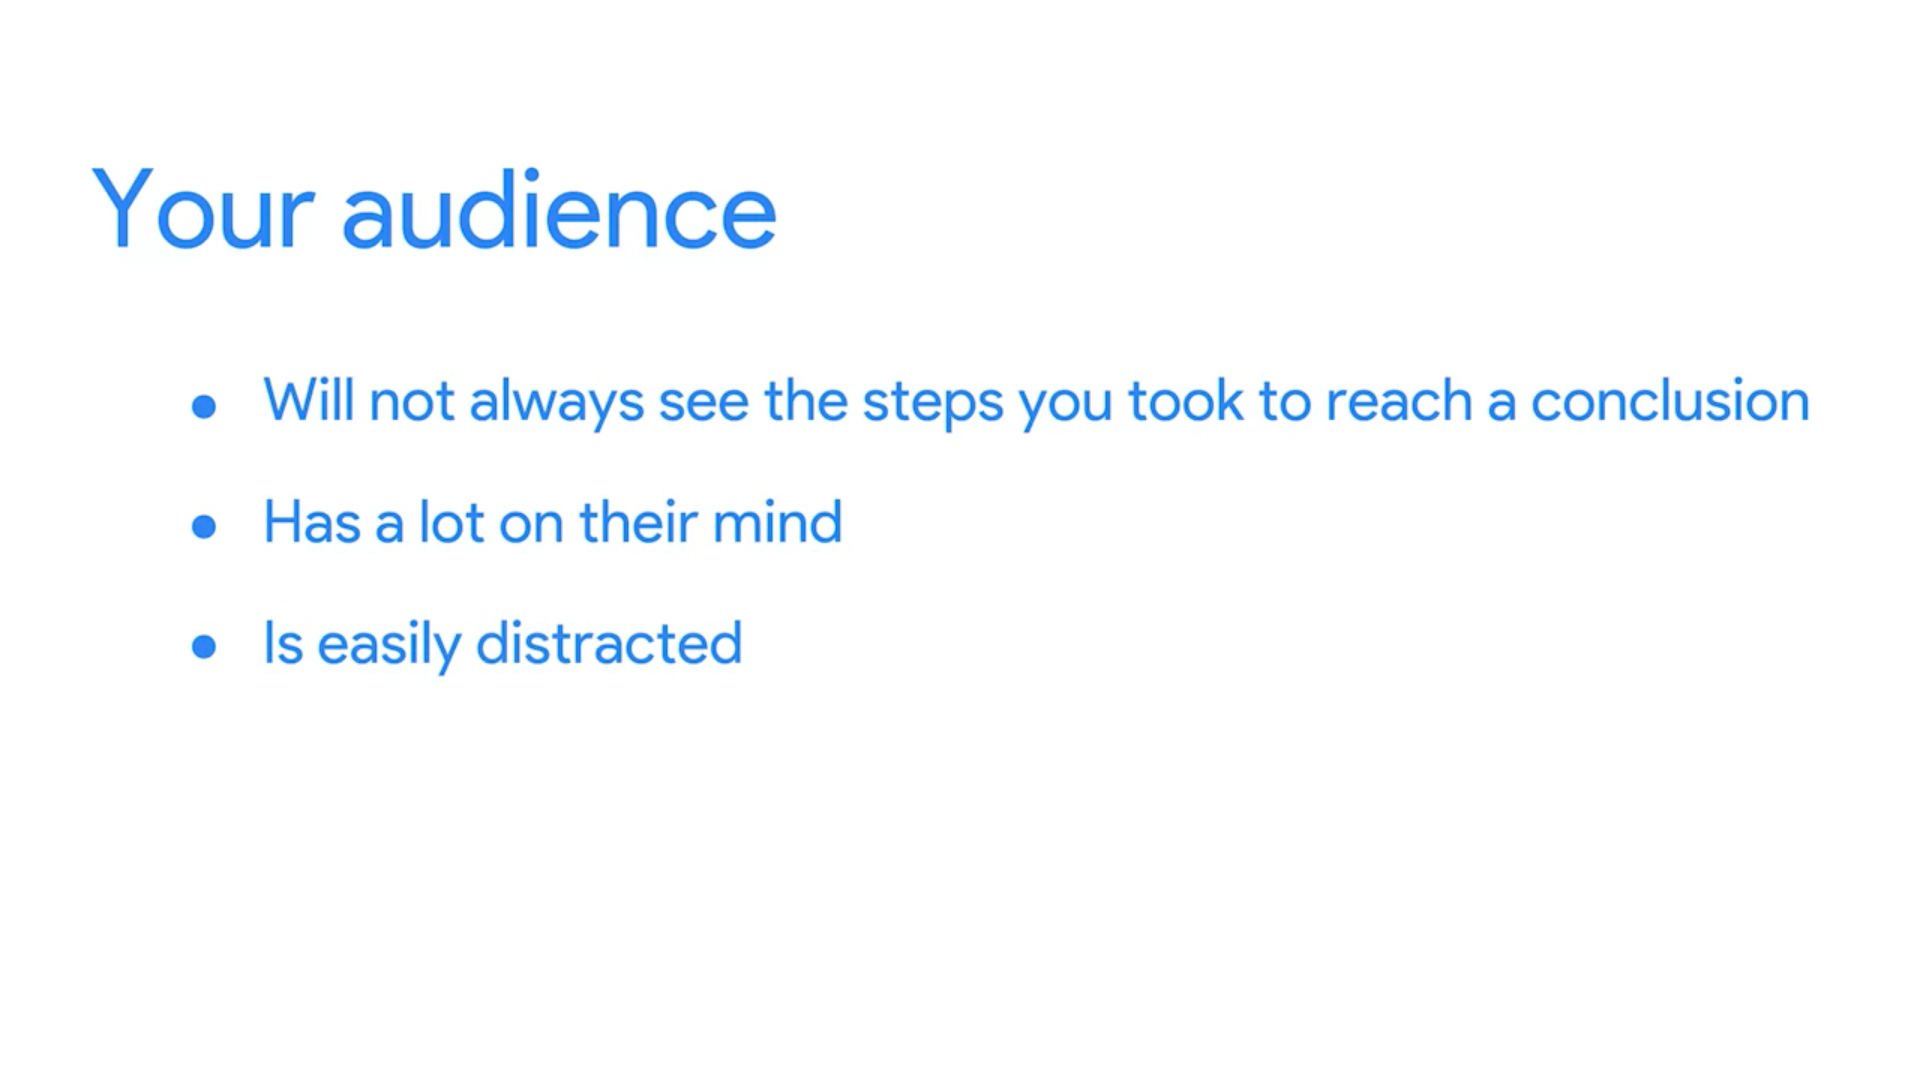 Your audience
• Will not always see the steps you took to reach a conclusion
• Has a lot on their mind
• Is easily distracted